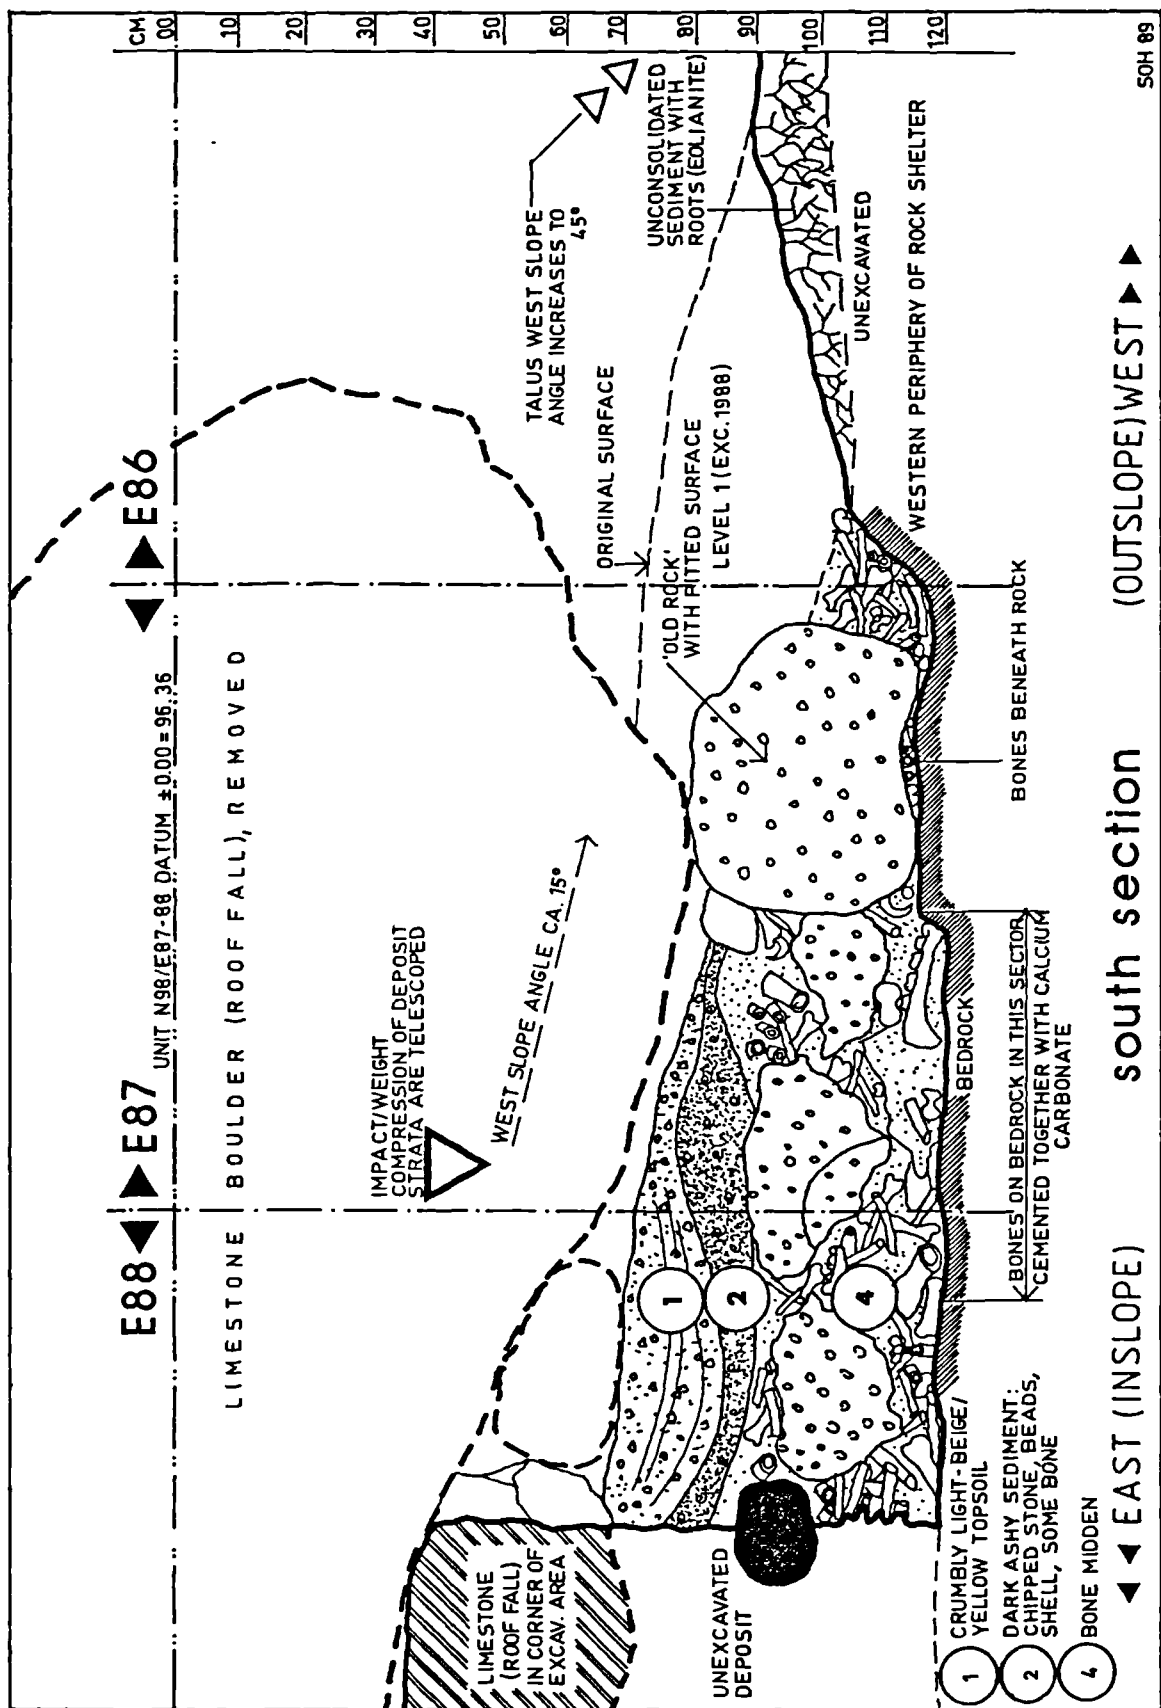 E88 E87
E86
UNIT N98/E87-88 DATUM ±0.00=96.36
CM
00
10
20
30
40
50
60
70
80
90
100
110
120
LIMESTONE BOULDER (ROOF FALL), REMOVED
IMPACT/WEIGHT
COMPRESSION OF DEPOSIT
STRATA ARE TELESCOPED
WEST SLOPE ANGLE CA. 15°
TALUS WEST SLOPE
ANGLE INCREASES TO
45°
ORIGINAL SURFACE
'OLD ROCK'
WITH PITTED SURFACE
LEVEL 1 (EXC. 1988)
UNCONSOLIDATED
SEDIMENT WITH
ROOTS (EOLIANITE)
UNEXCAVATED
WESTERN PERIPHERY OF ROCK SHELTER
LIMESTONE
(ROOF FALL)
IN CORNER OF
EXCAV. AREA
UNEXCAVATED
DEPOSIT
1
2
4
BEDROCK
BONES BENEATH ROCK
BONES ON BEDROCK IN THIS SECTOR
CEMENTED TOGETHER WITH CALCIUM
CARBONATE
1 CRUMBLY LIGHT-BEIGE/
YELLOW TOPSOIL
2 DARK ASHY SEDIMENT:
CHIPPED STONE, BEADS,
SHELL, SOME BONE
4 BONE MIDDEN
EAST (INSLOPE)
south section
(OUTSLOPE) WEST
SOH 89